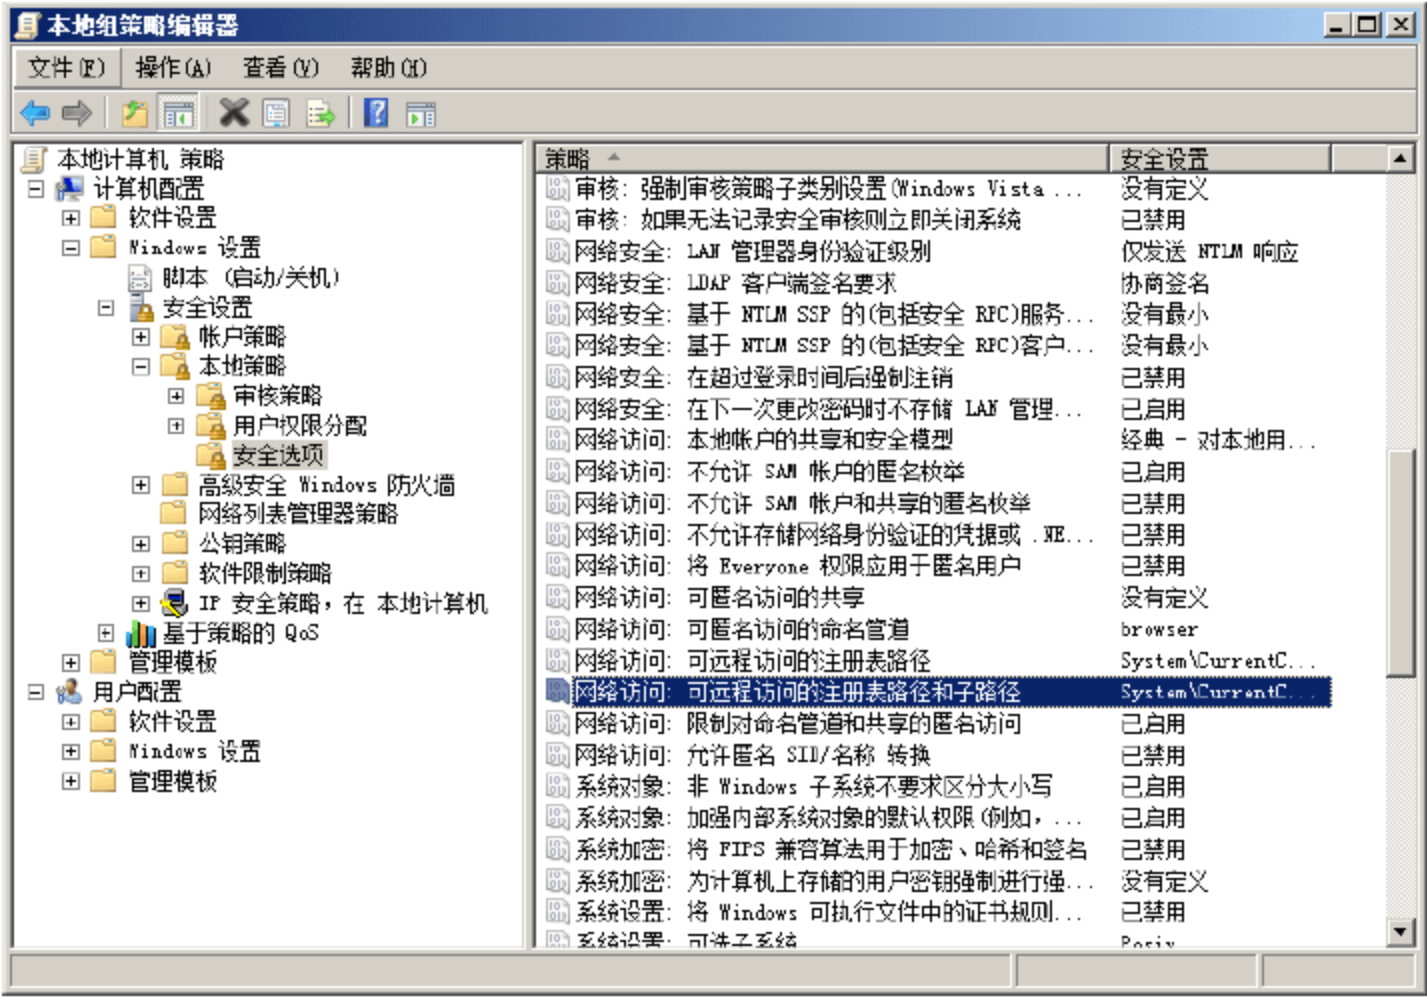 本地组策略编辑器
文件(F) 操作(A) 查看(V) 帮助(H)
本地计算机 策略
计算机配置
软件设置
Windows 设置
脚本 (启动/关机)
安全设置
帐户策略
本地策略
审核策略
用户权限分配
安全选项
高级安全 Windows 防火墙
网络列表管理器策略
公钥策略
软件限制策略
IP 安全策略，在 本地计算机
基于策略的 QoS
管理模板
用户配置
软件设置
Windows 设置
管理模板
策略 安全设置
审核: 强制审核策略子类别设置(Windows Vista ... 没有定义
审核: 如果无法记录安全审核则立即关闭系统 已禁用
网络安全: LAN 管理器身份验证级别 仅发送 NTLM 响应
网络安全: LDAP 客户端签名要求 协商签名
网络安全: 基于 NTLM SSP 的(包括安全 RPC)服务... 没有最小
网络安全: 基于 NTLM SSP 的(包括安全 RPC)客户... 没有最小
网络安全: 在超过登录时间后强制注销 已禁用
网络安全: 在下一次更改密码时不存储 LAN 管理... 已启用
网络访问: 本地帐户的共享和安全模型 经典 - 对本地用...
网络访问: 不允许 SAM 帐户的匿名枚举 已启用
网络访问: 不允许 SAM 帐户和共享的匿名枚举 已禁用
网络访问: 不允许存储网络身份验证的凭据或 .NE... 已禁用
网络访问: 将 Everyone 权限应用于匿名用户 已禁用
网络访问: 可匿名访问的共享 没有定义
网络访问: 可匿名访问的命名管道 browser
网络访问: 可远程访问的注册表路径 System\CurrentC...
网络访问: 可远程访问的注册表路径和子路径 System\CurrentC...
网络访问: 限制对命名管道和共享的匿名访问 已启用
网络访问: 允许匿名 SID/名称 转换 已禁用
系统对象: 非 Windows 子系统不要求区分大小写 已启用
系统对象: 加强内部系统对象的默认权限(例如，... 已启用
系统加密: 将 FIPS 兼容算法用于加密、哈希和签名 已禁用
系统加密: 为计算机上存储的用户密钥强制进行强... 没有定义
系统设置: 将 Windows 可执行文件中的证书规则... 已禁用
系统设置: 可选子系统 Posix